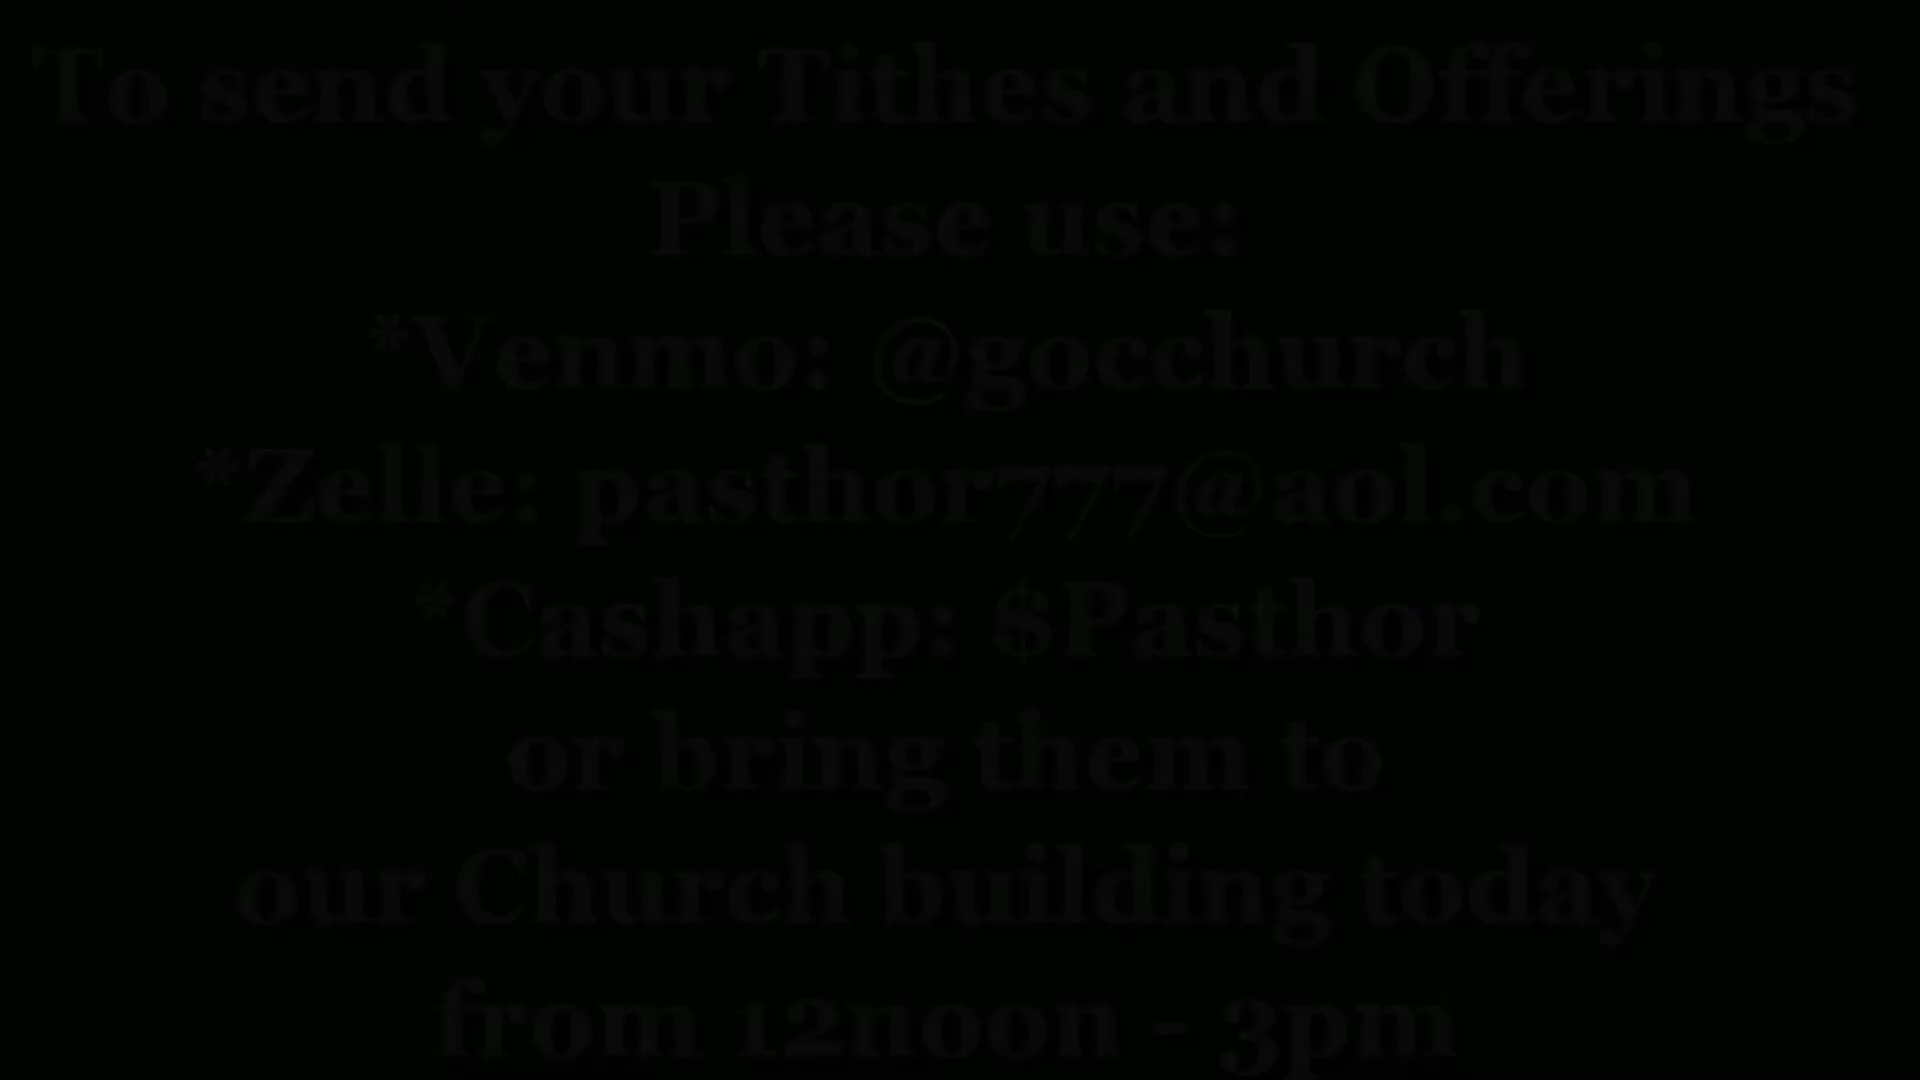 To send your Tithes and Offerings
Please use:
*Venmo: @gocchurch
*Zelle: pasthor777@aol.com
*Cashapp: $Pasthor
or bring them to
our Church building today
from 12noon - 3pm